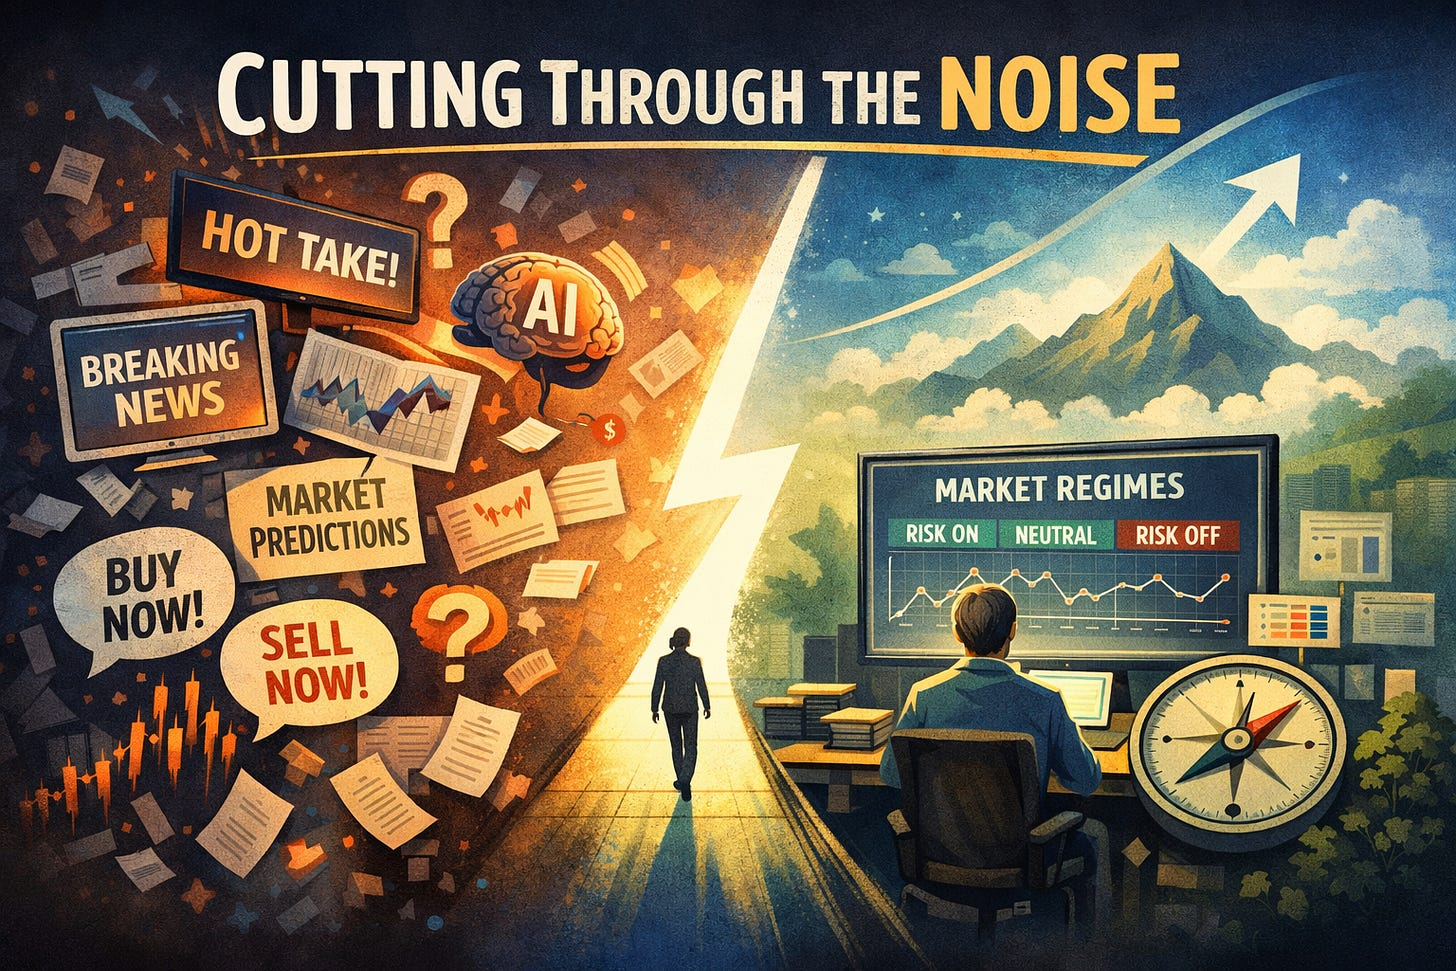 CUTTING THROUGH THE NOISE
HOT TAKE!
?
AI
BREAKING
NEWS
$
MARKET
PREDICTIONS
BUY
NOW!
SELL
NOW!
?
MARKET REGIMES
RISK ON
NEUTRAL
RISK OFF